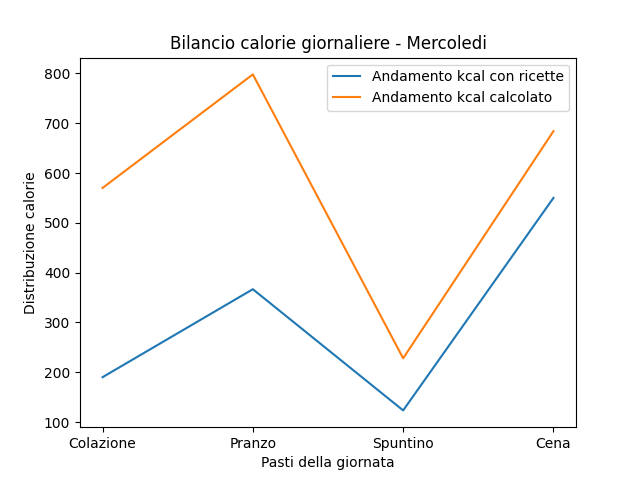 Bilancio calorie giornaliere - Mercoledi
Andamento kcal con ricette
Andamento kcal calcolato
800
700
600
500
400
300
200
100
Distribuzione calorie
Colazione Pranzo Spuntino Cena
Pasti della giornata